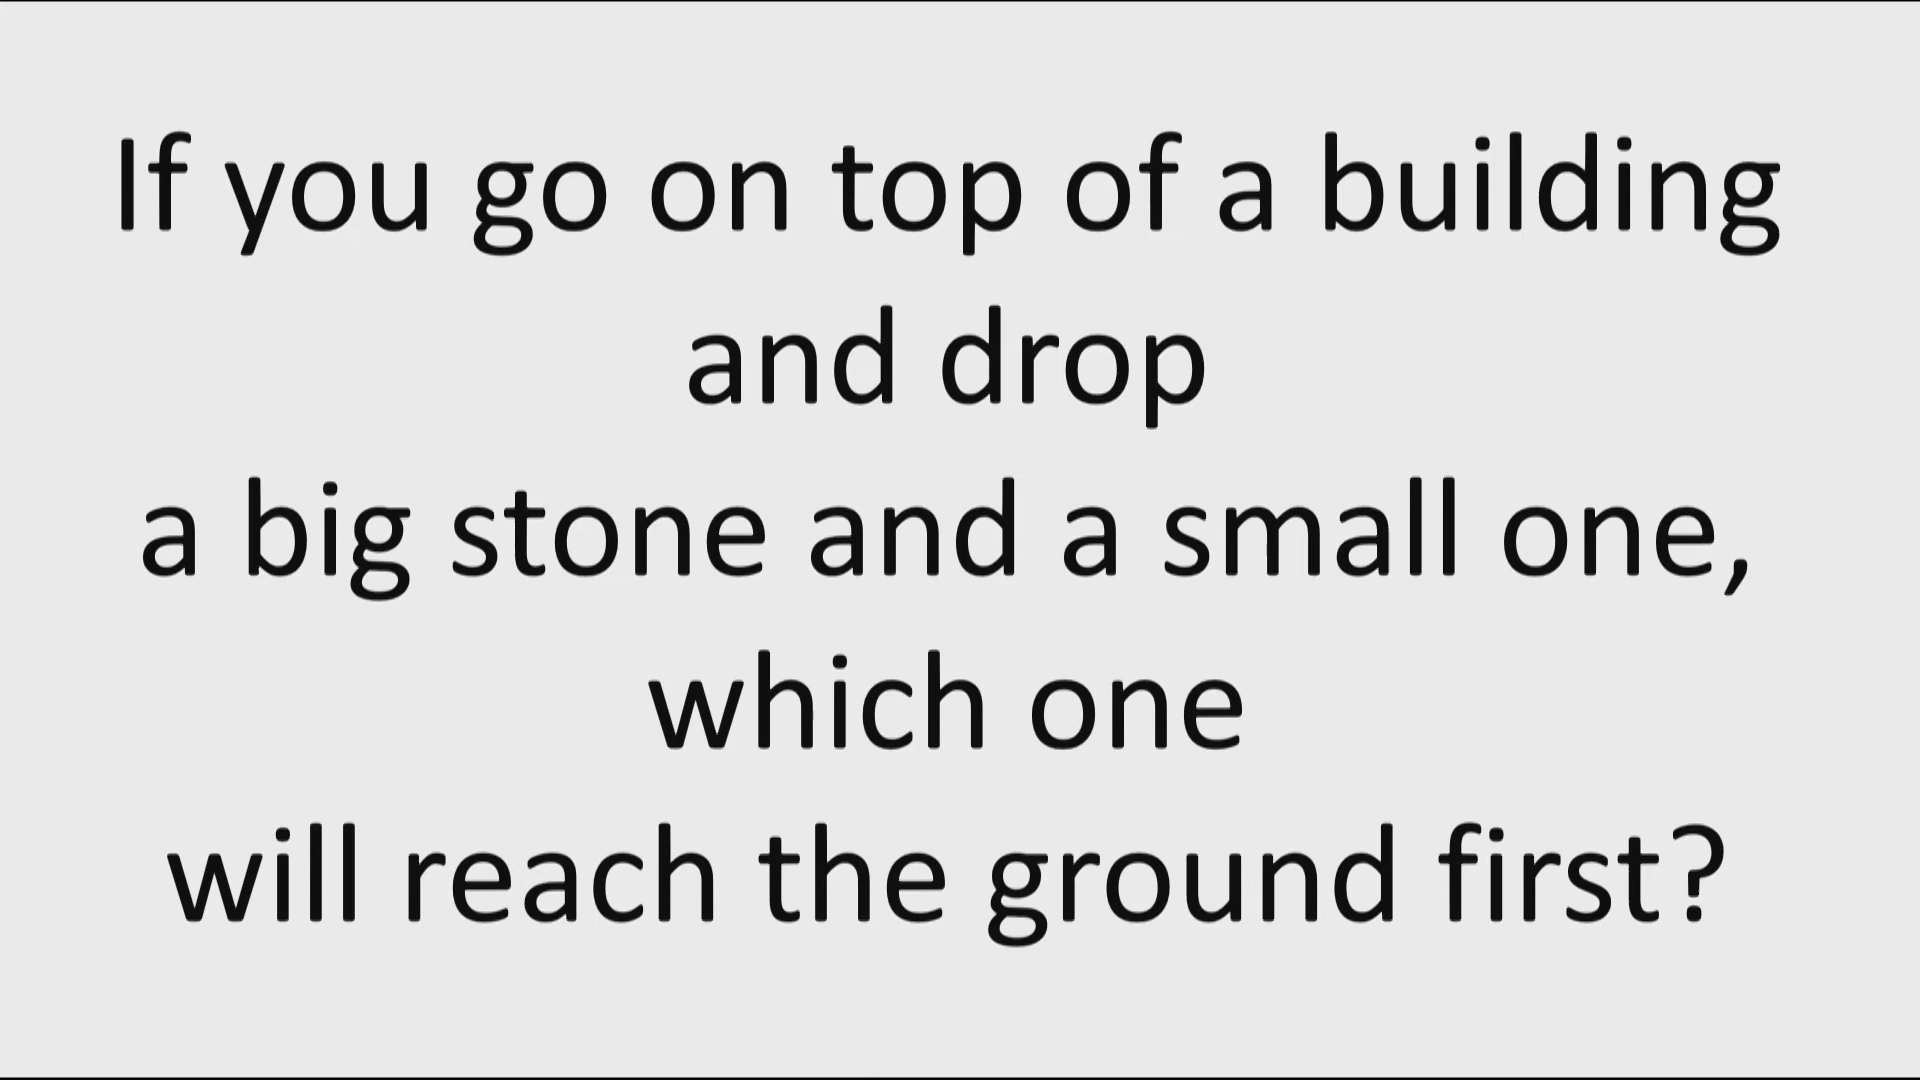 If you go on top of a building
and drop
a big stone and a small one,
which one
will reach the ground first?